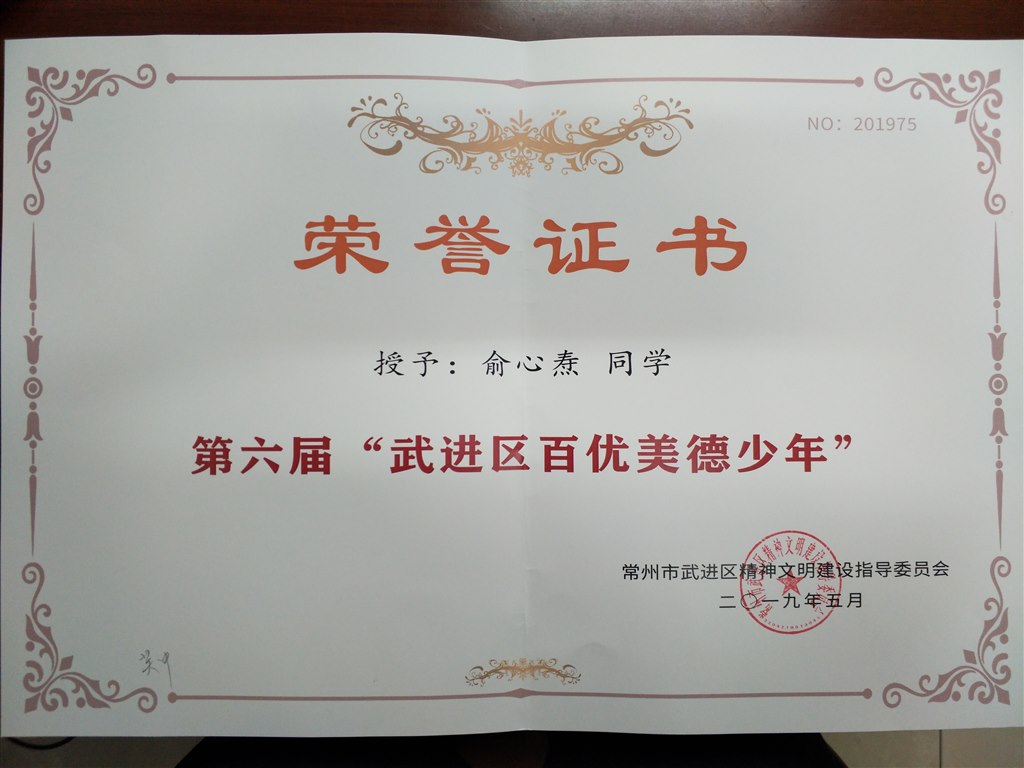 NO：201975
荣誉证书
授予：俞心焘 同学
第六届“武进区百优美德少年”
常州市武进区精神文明建设指导委员会
二〇一九年五月